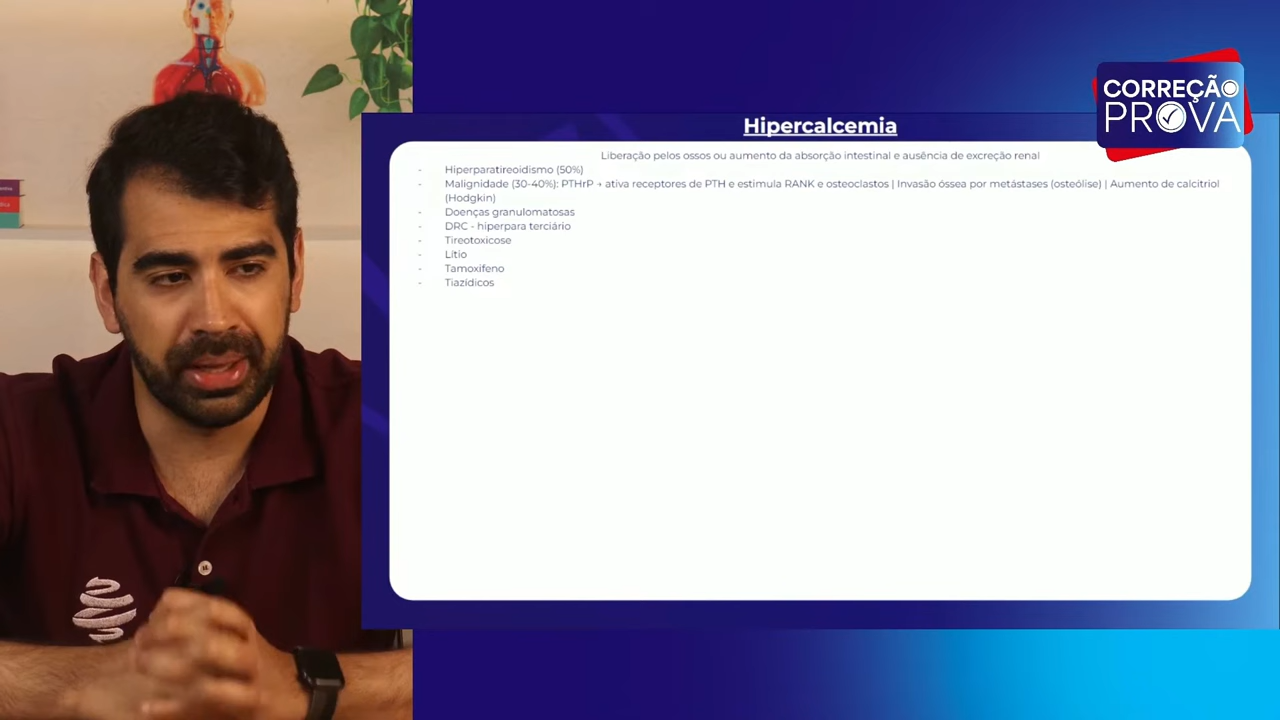 CORREÇÃO
PROVA
Hipercalcemia
Liberação pelos ossos ou aumento da absorção intestinal e ausência de excreção renal
- Hiperparatireoidismo (50%)
- Malignidade (30-40%): PTHrP → ativa receptores de PTH e estimula RANK e osteoclastos | Invasão óssea por metástases (osteólise) | Aumento de calcitriol
(Hodgkin)
- Doenças granulomatosas
- DRC - hiperpara terciário
- Tireotoxicose
- Lítio
- Tamoxifeno
- Tiazídicos